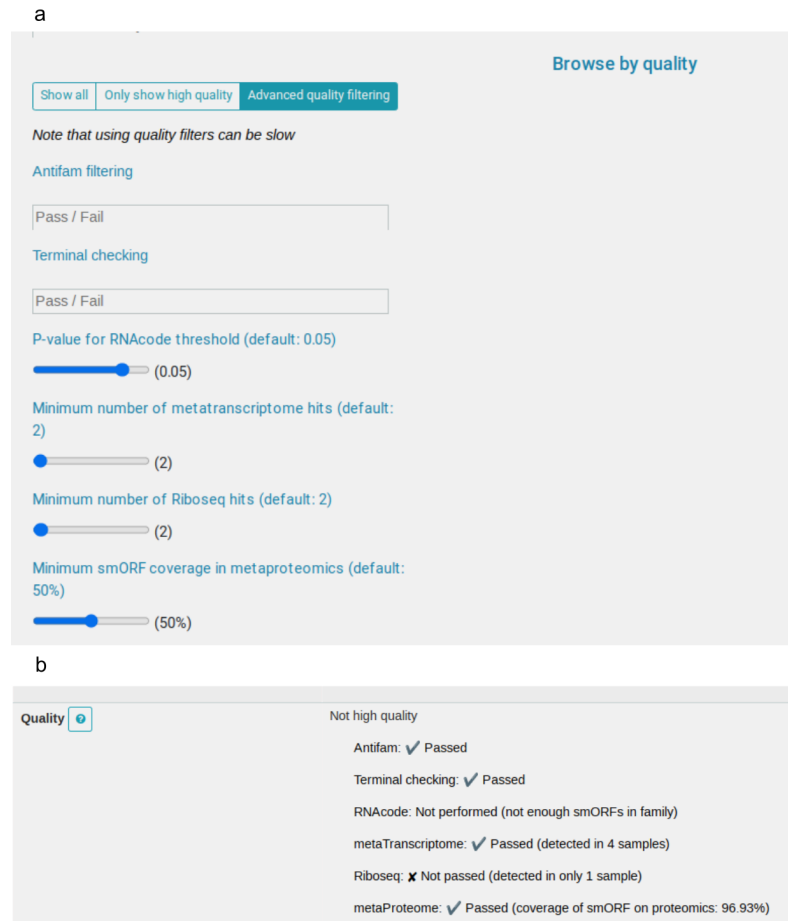 a
Browse by quality
Show all Only show high quality Advanced quality filtering
Note that using quality filters can be slow
Antifam filtering
Pass / Fail
Terminal checking
Pass / Fail
P-value for RNAcode threshold (default: 0.05)
(0.05)
Minimum number of metatranscriptome hits (default:
2)
(2)
Minimum number of Riboseq hits (default: 2)
(2)
Minimum smORF coverage in metaproteomics (default:
50%)
(50%)
b
Quality ? Not high quality
Antifam: ✔ Passed
Terminal checking: ✔ Passed
RNAcode: Not performed (not enough smORFs in family)
metaTranscriptome: ✔ Passed (detected in 4 samples)
Riboseq: ✘ Not passed (detected in only 1 sample)
metaProteome: ✔ Passed (coverage of smORF on proteomics: 96.93%)